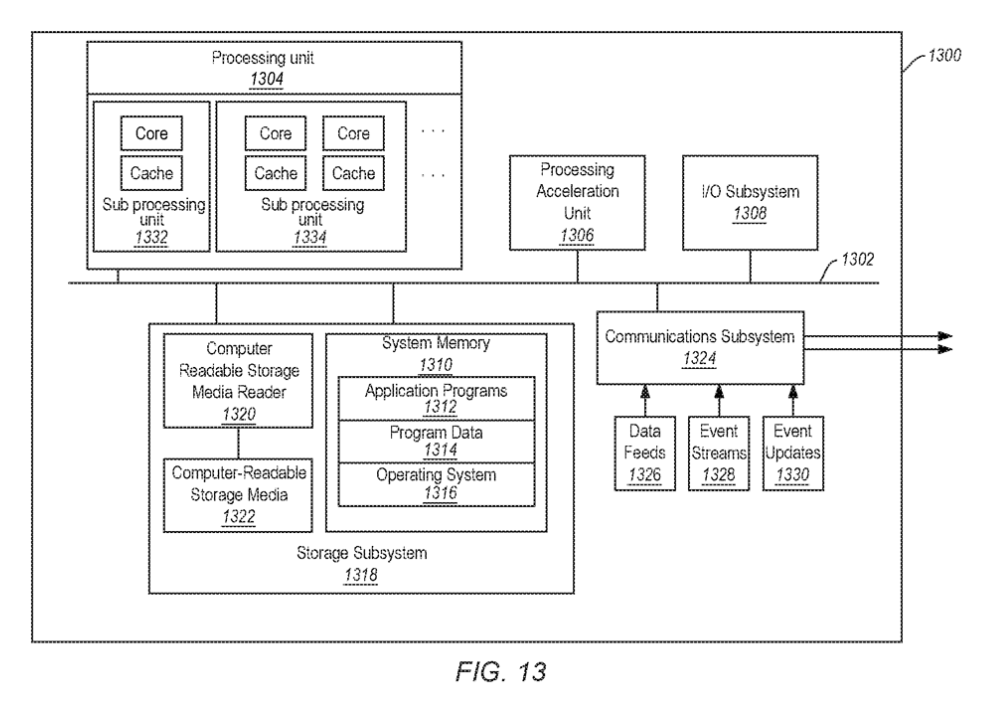 1300
Processing unit
1304
Core
Cache
Sub processing
unit
1332
Core
Core
Cache
Cache
Sub processing
unit
1334
. . .
. . .
Processing
Acceleration
Unit
1306
I/O Subsystem
1308
1302
Computer
Readable Storage
Media Reader
1320
Computer-Readable
Storage Media
1322
System Memory
1310
Application Programs
1312
Program Data
1314
Operating System
1316
Storage Subsystem
1318
Communications Subsystem
1324
Data
Feeds
1326
Event
Streams
1328
Event
Updates
1330
FIG. 13